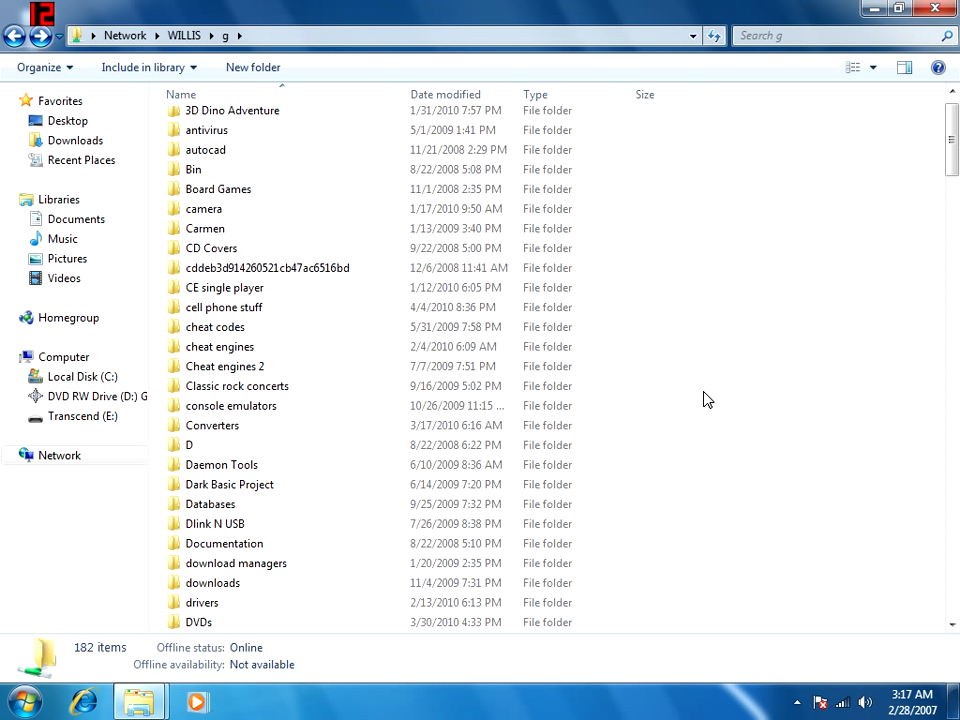 12
Network WILLIS g
Search g
Organize Include in library New folder
Name Date modified Type Size
3D Dino Adventure 1/31/2010 7:57 PM File folder
antivirus 5/1/2009 1:41 PM File folder
autocad 11/21/2008 2:29 PM File folder
Bin 8/22/2008 5:08 PM File folder
Board Games 11/1/2008 2:35 PM File folder
camera 1/17/2010 9:50 AM File folder
Carmen 1/13/2009 3:40 PM File folder
CD Covers 9/22/2008 5:00 PM File folder
cddeb3d914260521cb47ac6516bd 12/6/2008 11:41 AM File folder
CE single player 1/12/2010 6:05 PM File folder
cell phone stuff 4/4/2010 8:36 PM File folder
cheat codes 5/31/2009 7:58 PM File folder
cheat engines 2/4/2010 6:09 AM File folder
Cheat engines 2 7/7/2009 7:51 PM File folder
Classic rock concerts 9/16/2009 5:02 PM File folder
console emulators 10/26/2009 11:15 ... File folder
Converters 3/17/2010 6:16 AM File folder
D 8/22/2008 6:22 PM File folder
Daemon Tools 6/10/2009 8:36 AM File folder
Dark Basic Project 6/14/2009 7:20 PM File folder
Databases 9/25/2009 7:32 PM File folder
Dlink N USB 7/26/2009 8:38 PM File folder
Documentation 8/22/2008 5:10 PM File folder
download managers 1/20/2009 2:35 PM File folder
downloads 11/4/2009 7:31 PM File folder
drivers 2/13/2010 6:13 PM File folder
DVDs 3/30/2010 4:33 PM File folder
Favorites
Desktop
Downloads
Recent Places
Libraries
Documents
Music
Pictures
Videos
Homegroup
Computer
Local Disk (C:)
DVD RW Drive (D:) G
Transcend (E:)
Network
182 items Offline status: Online
Offline availability: Not available
3:17 AM
2/28/2007